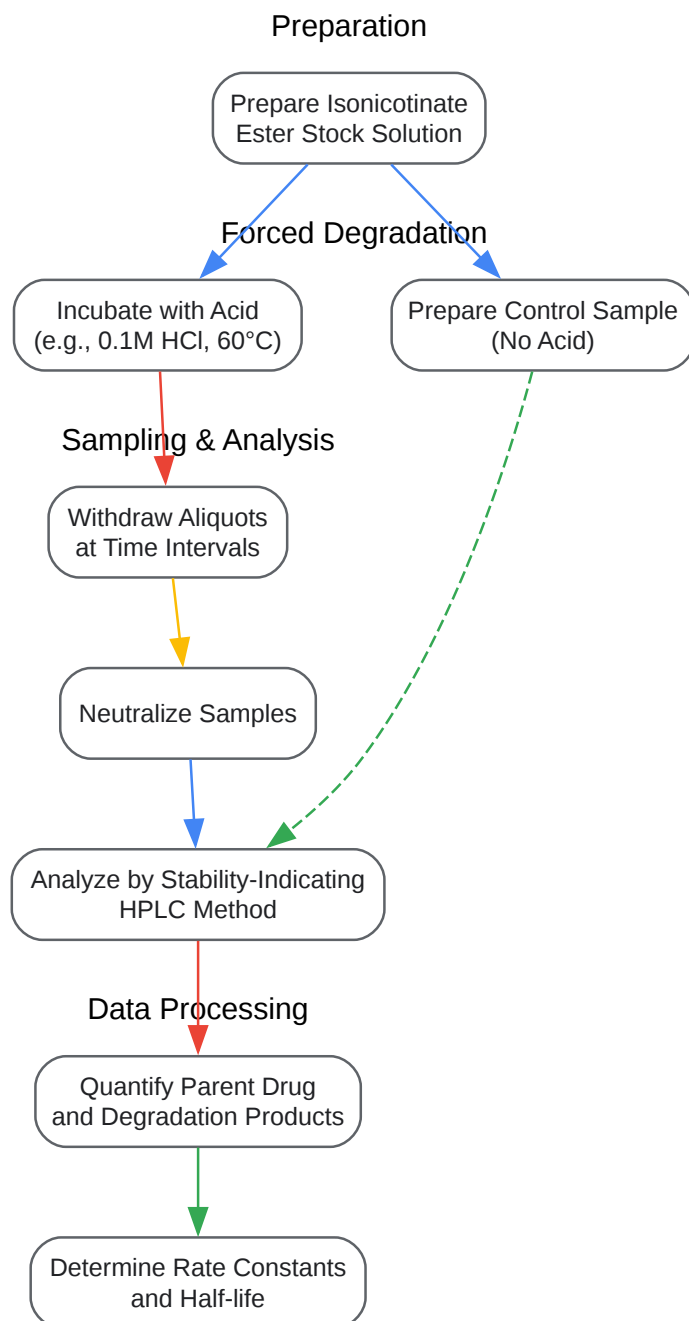 Preparation
Prepare Isonicotinate
Ester Stock Solution
Forced Degradation
Incubate with Acid
(e.g., 0.1M HCl, 60°C)
Prepare Control Sample
(No Acid)
Sampling & Analysis
Withdraw Aliquots
at Time Intervals
Neutralize Samples
Analyze by Stability-Indicating
HPLC Method
Data Processing
Quantify Parent Drug
and Degradation Products
Determine Rate Constants
and Half-life